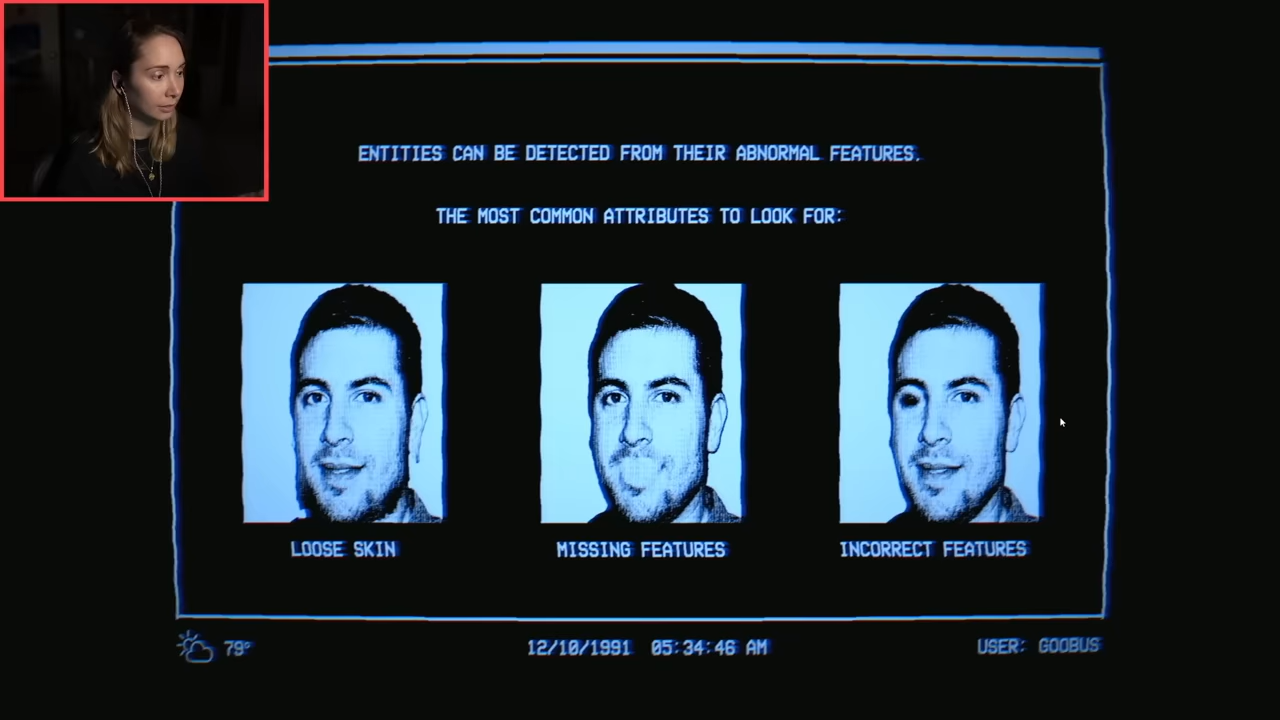 ENTITIES CAN BE DETECTED FROM THEIR ABNORMAL FEATURES.
THE MOST COMMON ATTRIBUTES TO LOOK FOR:
LOOSE SKIN
MISSING FEATURES
INCORRECT FEATURES
79°
12/10/1991 05:34:46 AM
USER: GOOBUS